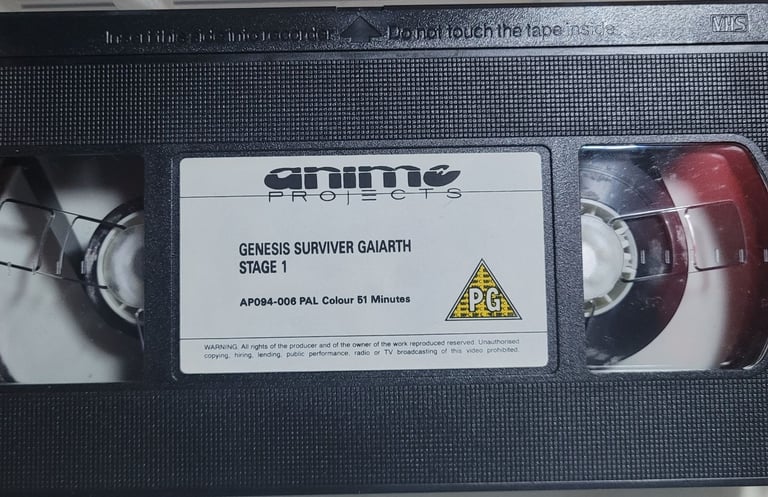 Insert this side into recorder Do not touch the tape inside VHS
anime
PROJECTS
GENESIS SURVIVER GAIARTH
STAGE 1
AP094-006 PAL Colour 51 Minutes
PG
WARNING: All rights of the producer and of the owner of the work reproduced reserved. Unauthorised
copying, hiring, lending, public performance, radio or TV broadcasting of this video prohibited.